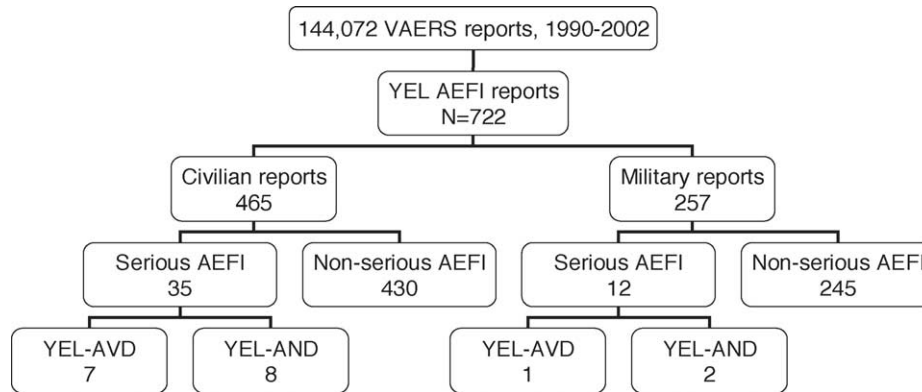 144,072 VAERS reports, 1990-2002
YEL AEFI reports
N=722
Civilian reports
465
Military reports
257
Serious AEFI
35
Non-serious AEFI
430
Serious AEFI
12
Non-serious AEFI
245
YEL-AVD
7
YEL-AND
8
YEL-AVD
1
YEL-AND
2